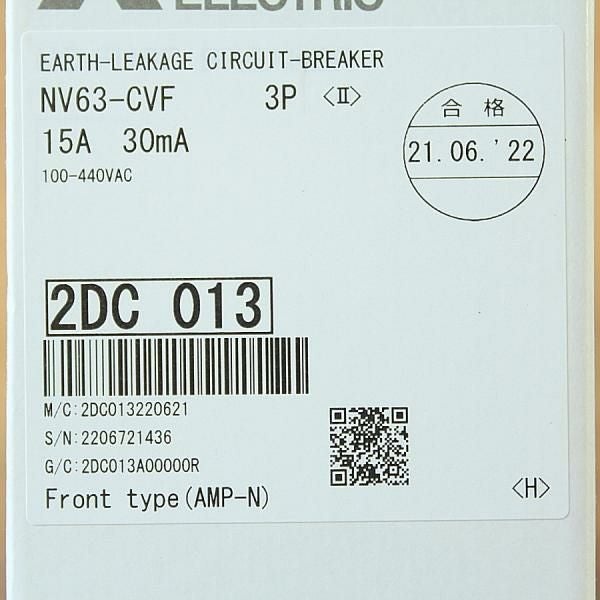 ELECTRIC
EARTH-LEAKAGE CIRCUIT-BREAKER
NV63-CVF 3P 〈Ⅱ〉
15A 30mA
100-440VAC
合格
21.06.'22
2DC 013
M/C:2DC013220621
S/N:2206721436
G/C:2DC013A00000R
Front type(AMP-N)
〈H〉